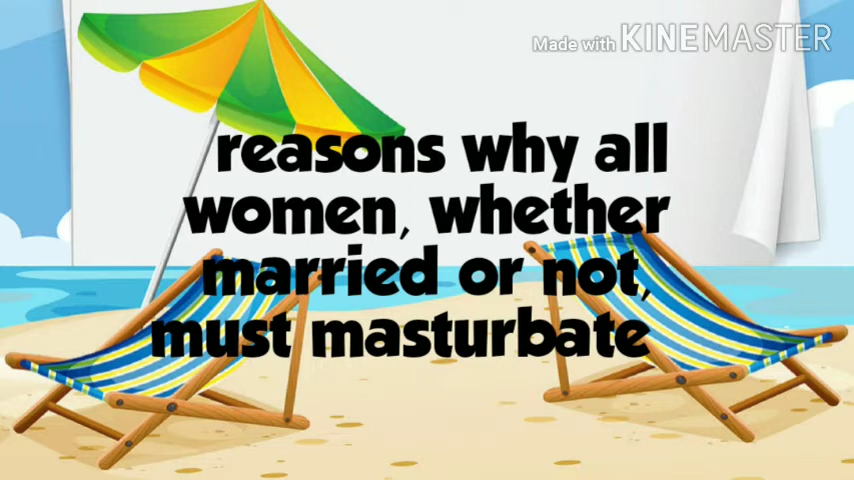 Made with KINEMASTER
reasons why all
women, whether
married or not,
must masturbate